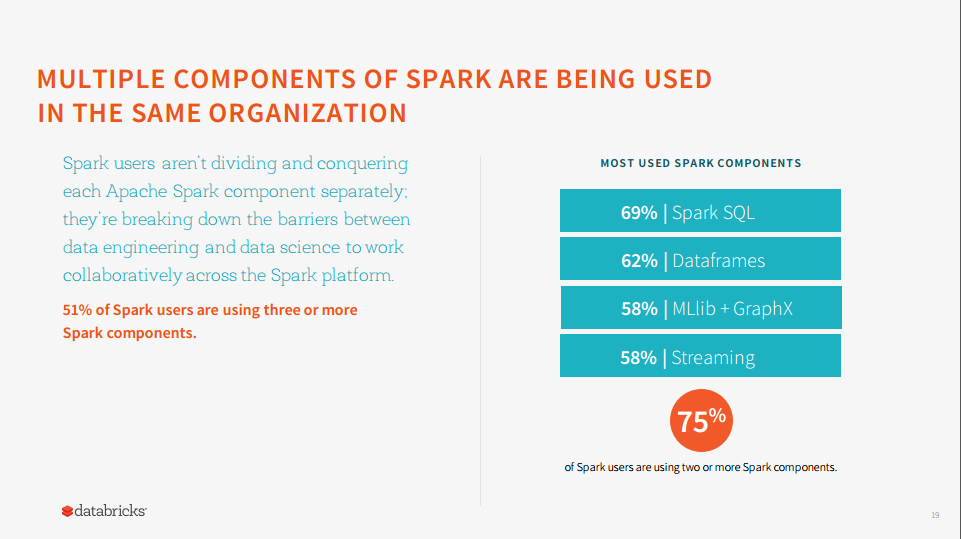 MULTIPLE COMPONENTS OF SPARK ARE BEING USED
IN THE SAME ORGANIZATION
Spark users aren't dividing and conquering
each Apache Spark component separately;
they're breaking down the barriers between
data engineering and data science to work
collaboratively across the Spark platform.
51% of Spark users are using three or more
Spark components.
MOST USED SPARK COMPONENTS
69% | Spark SQL
62% | Dataframes
58% | MLlib + GraphX
58% | Streaming
75%
of Spark users are using two or more Spark components.
databricks
19